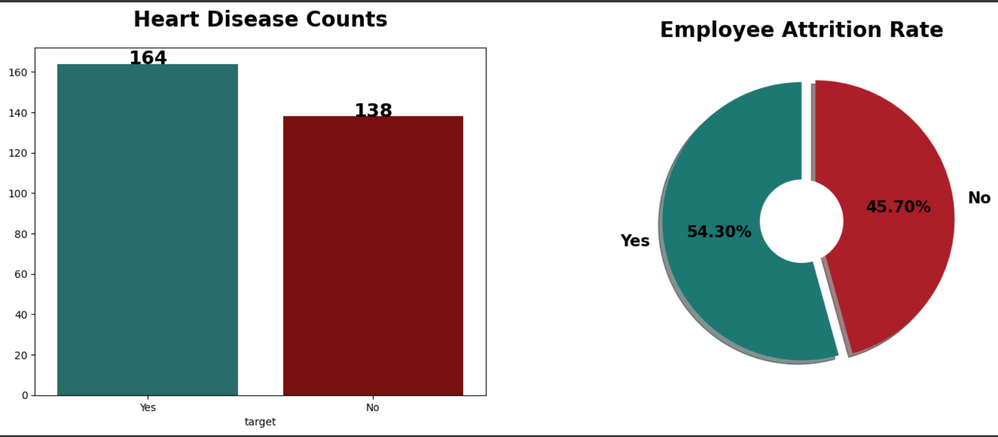 Heart Disease Counts
164
138
160
140
120
100
80
60
40
20
0
Yes
No
target
Employee Attrition Rate
No
45.70%
54.30%
Yes